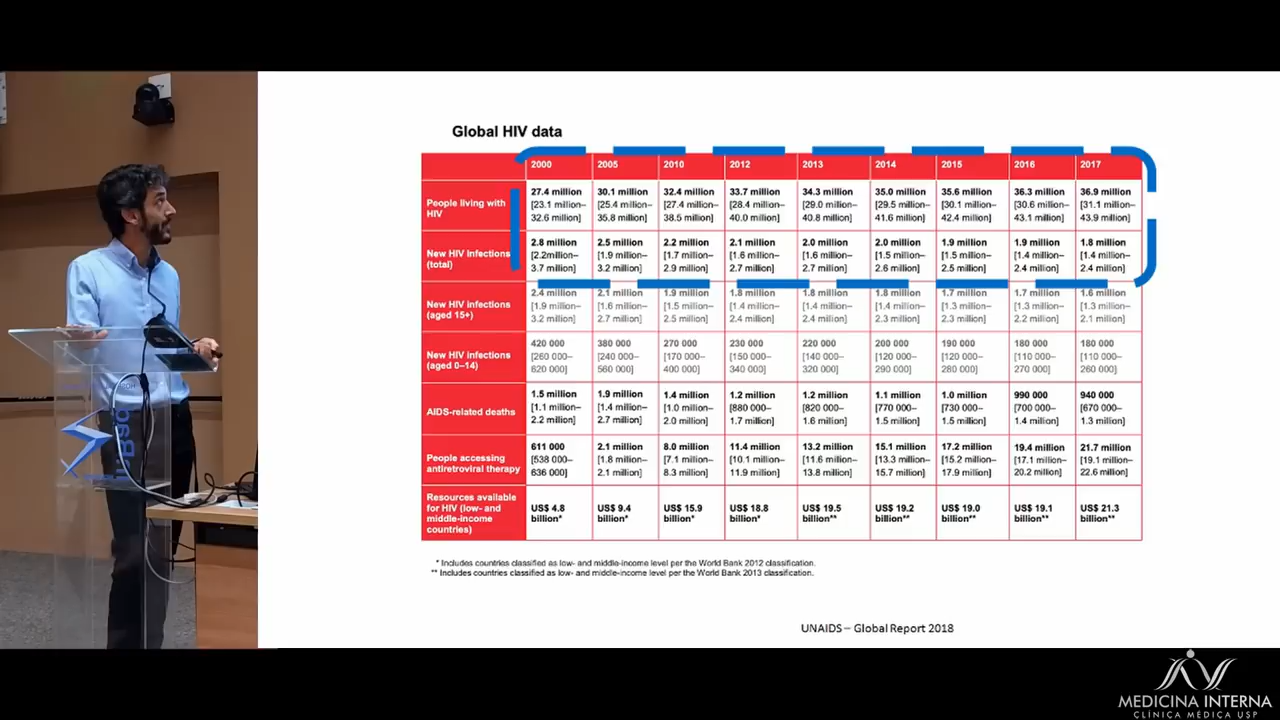 Global HIV data
2000 2005 2010 2012 2013 2014 2015 2016 2017
People living with HIV 27.4 million [23.1 million–32.6 million] 30.1 million [25.4 million–35.8 million] 32.4 million [27.4 million–38.5 million] 33.7 million [28.4 million–40.0 million] 34.3 million [29.0 million–40.8 million] 35.0 million [29.5 million–41.6 million] 35.6 million [30.1 million–42.4 million] 36.3 million [30.6 million–43.1 million] 36.9 million [31.1 million–43.9 million]
New HIV infections (total) 2.8 million [2.2million–3.7 million] 2.5 million [1.9 million–3.2 million] 2.2 million [1.7 million–2.9 million] 2.1 million [1.6 million–2.7 million] 2.0 million [1.6 million–2.7 million] 2.0 million [1.5 million–2.6 million] 1.9 million [1.5 million–2.5 million] 1.9 million [1.4 million–2.4 million] 1.8 million [1.4 million–2.4 million]
New HIV infections (aged 15+) 2.4 million [1.9 million–3.2 million] 2.1 million [1.6 million–2.7 million] 1.9 million [1.5 million–2.5 million] 1.8 million [1.4 million–2.4 million] 1.8 million [1.4 million–2.4 million] 1.8 million [1.4 million–2.3 million] 1.7 million [1.3 million–2.3 million] 1.7 million [1.3 million–2.2 million] 1.6 million [1.3 million–2.1 million]
New HIV infections (aged 0–14) 420 000 [260 000–620 000] 380 000 [240 000–560 000] 270 000 [170 000–400 000] 230 000 [150 000–340 000] 220 000 [140 000–320 000] 200 000 [120 000–290 000] 190 000 [120 000–280 000] 180 000 [110 000–270 000] 180 000 [110 000–260 000]
AIDS-related deaths 1.5 million [1.1 million–2.2 million] 1.9 million [1.4 million–2.7 million] 1.4 million [1.0 million–2.0 million] 1.2 million [880 000–1.7 million] 1.2 million [820 000–1.6 million] 1.1 million [770 000–1.5 million] 1.0 million [730 000–1.5 million] 990 000 [700 000–1.4 million] 940 000 [670 000–1.3 million]
People accessing antiretroviral therapy 611 000 [538 000–636 000] 2.1 million [1.8 million–2.1 million] 8.0 million [7.1 million–8.3 million] 11.4 million [10.1 million–11.9 million] 13.2 million [11.6 million–13.8 million] 15.1 million [13.3 million–15.7 million] 17.2 million [15.2 million–17.9 million] 19.4 million [17.1 million–20.2 million] 21.7 million [19.1 million–22.6 million]
Resources available for HIV (low- and middle-income countries) US$ 4.8 billion* US$ 9.4 billion* US$ 15.9 billion* US$ 18.8 billion* US$ 19.5 billion** US$ 19.2 billion** US$ 19.0 billion** US$ 19.1 billion** US$ 21.3 billion**
* Includes countries classified as low- and middle-income level per the World Bank 2012 classification.
** Includes countries classified as low- and middle-income level per the World Bank 2013 classification.
UNAIDS – Global Report 2018
MEDICINA INTERNA
CLÍNICA MÉDICA USP